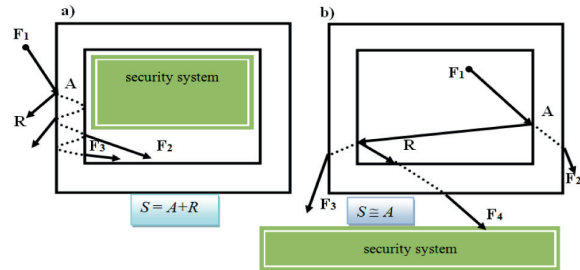 a)
F1
A
R
security system
F3
F2
S = A+R
b)
F1
A
R
F2
F3
S ≅ A
F4
security system